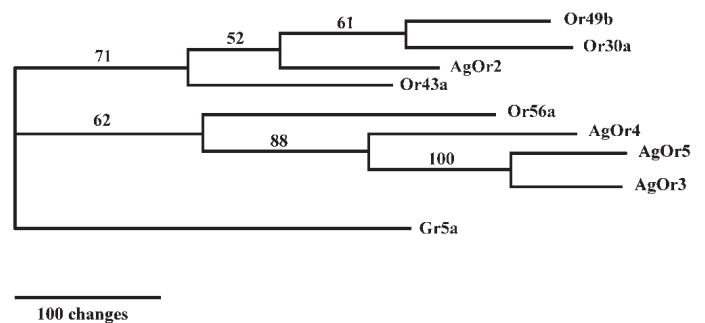 Or49b
61
Or30a
52
71
AgOr2
Or43a
Or56a
62
AgOr4
88
AgOr5
100
AgOr3
Gr5a
100 changes